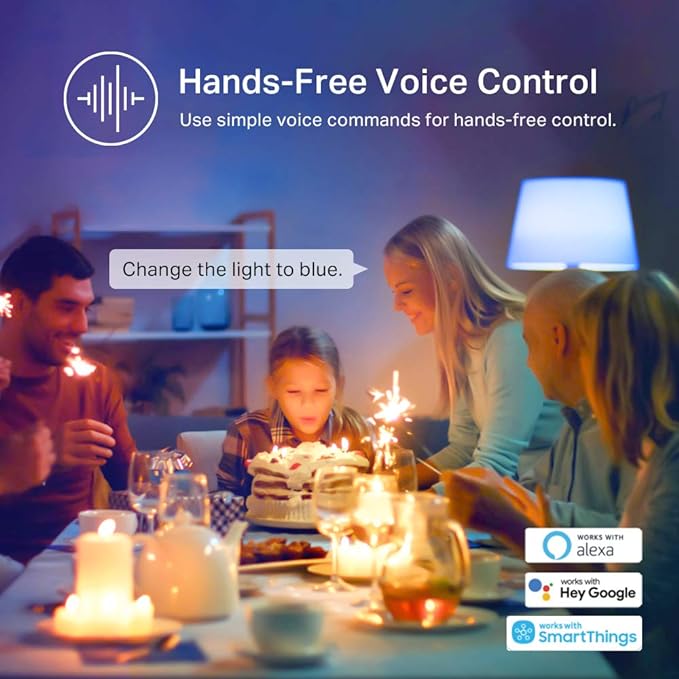 Hands-Free Voice Control
Use simple voice commands for hands-free control.
Change the light to blue.
WORKS WITH
alexa
works with
Hey Google
works with
SmartThings